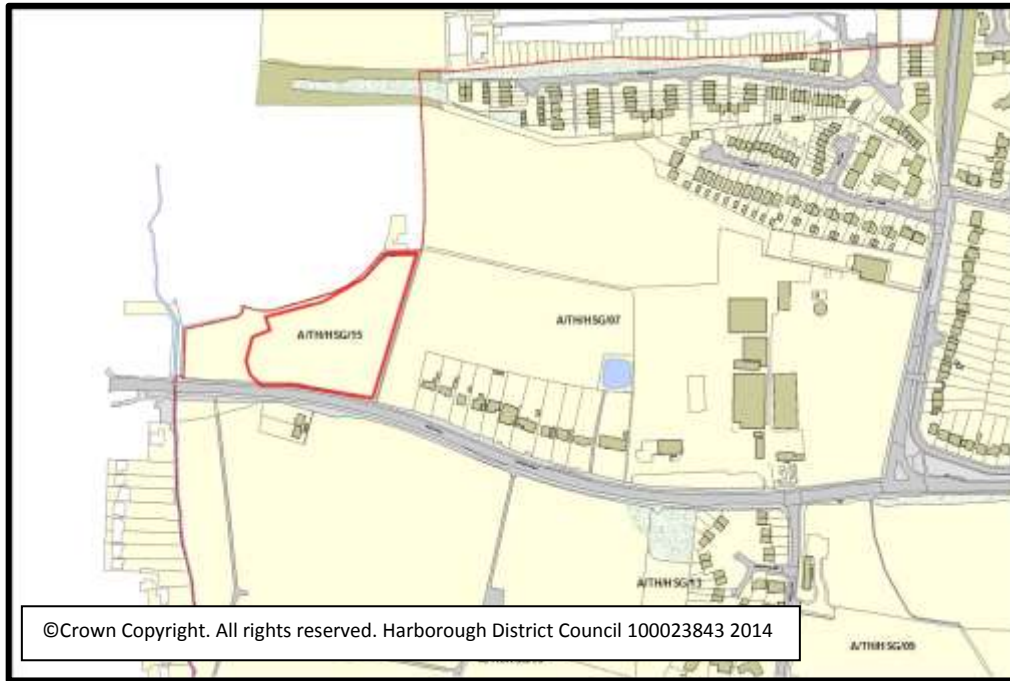 A/TH/HSG/15
A/TH/HSG/07
A/TH/HSG/13
©Crown Copyright. All rights reserved. Harborough District Council 100023843 2014
A/TH/HSG/09